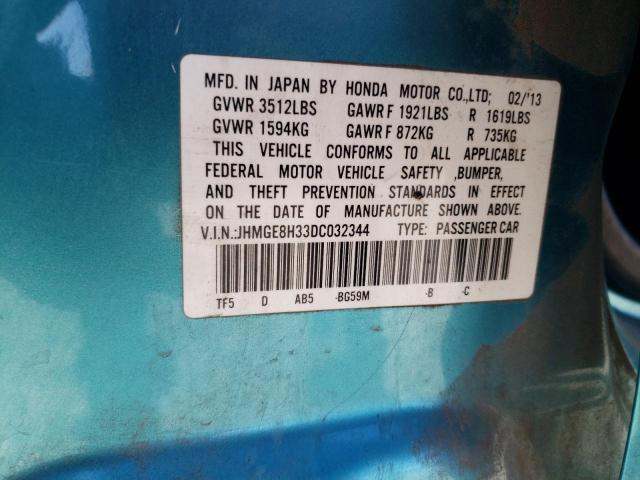 MFD. IN JAPAN BY HONDA MOTOR CO.,LTD; 02/'13
GVWR 3512LBS GAWR F 1921LBS R 1619LBS
GVWR 1594KG GAWR F 872KG R 735KG
THIS VEHICLE CONFORMS TO ALL APPLICABLE
FEDERAL MOTOR VEHICLE SAFETY ,BUMPER,
AND THEFT PREVENTION STANDARDS IN EFFECT
ON THE DATE OF MANUFACTURE SHOWN ABOVE.
V.I.N.:JHMGE8H33DC032344 TYPE: PASSENGER CAR
TF5 D AB5 -BG59M -B -C